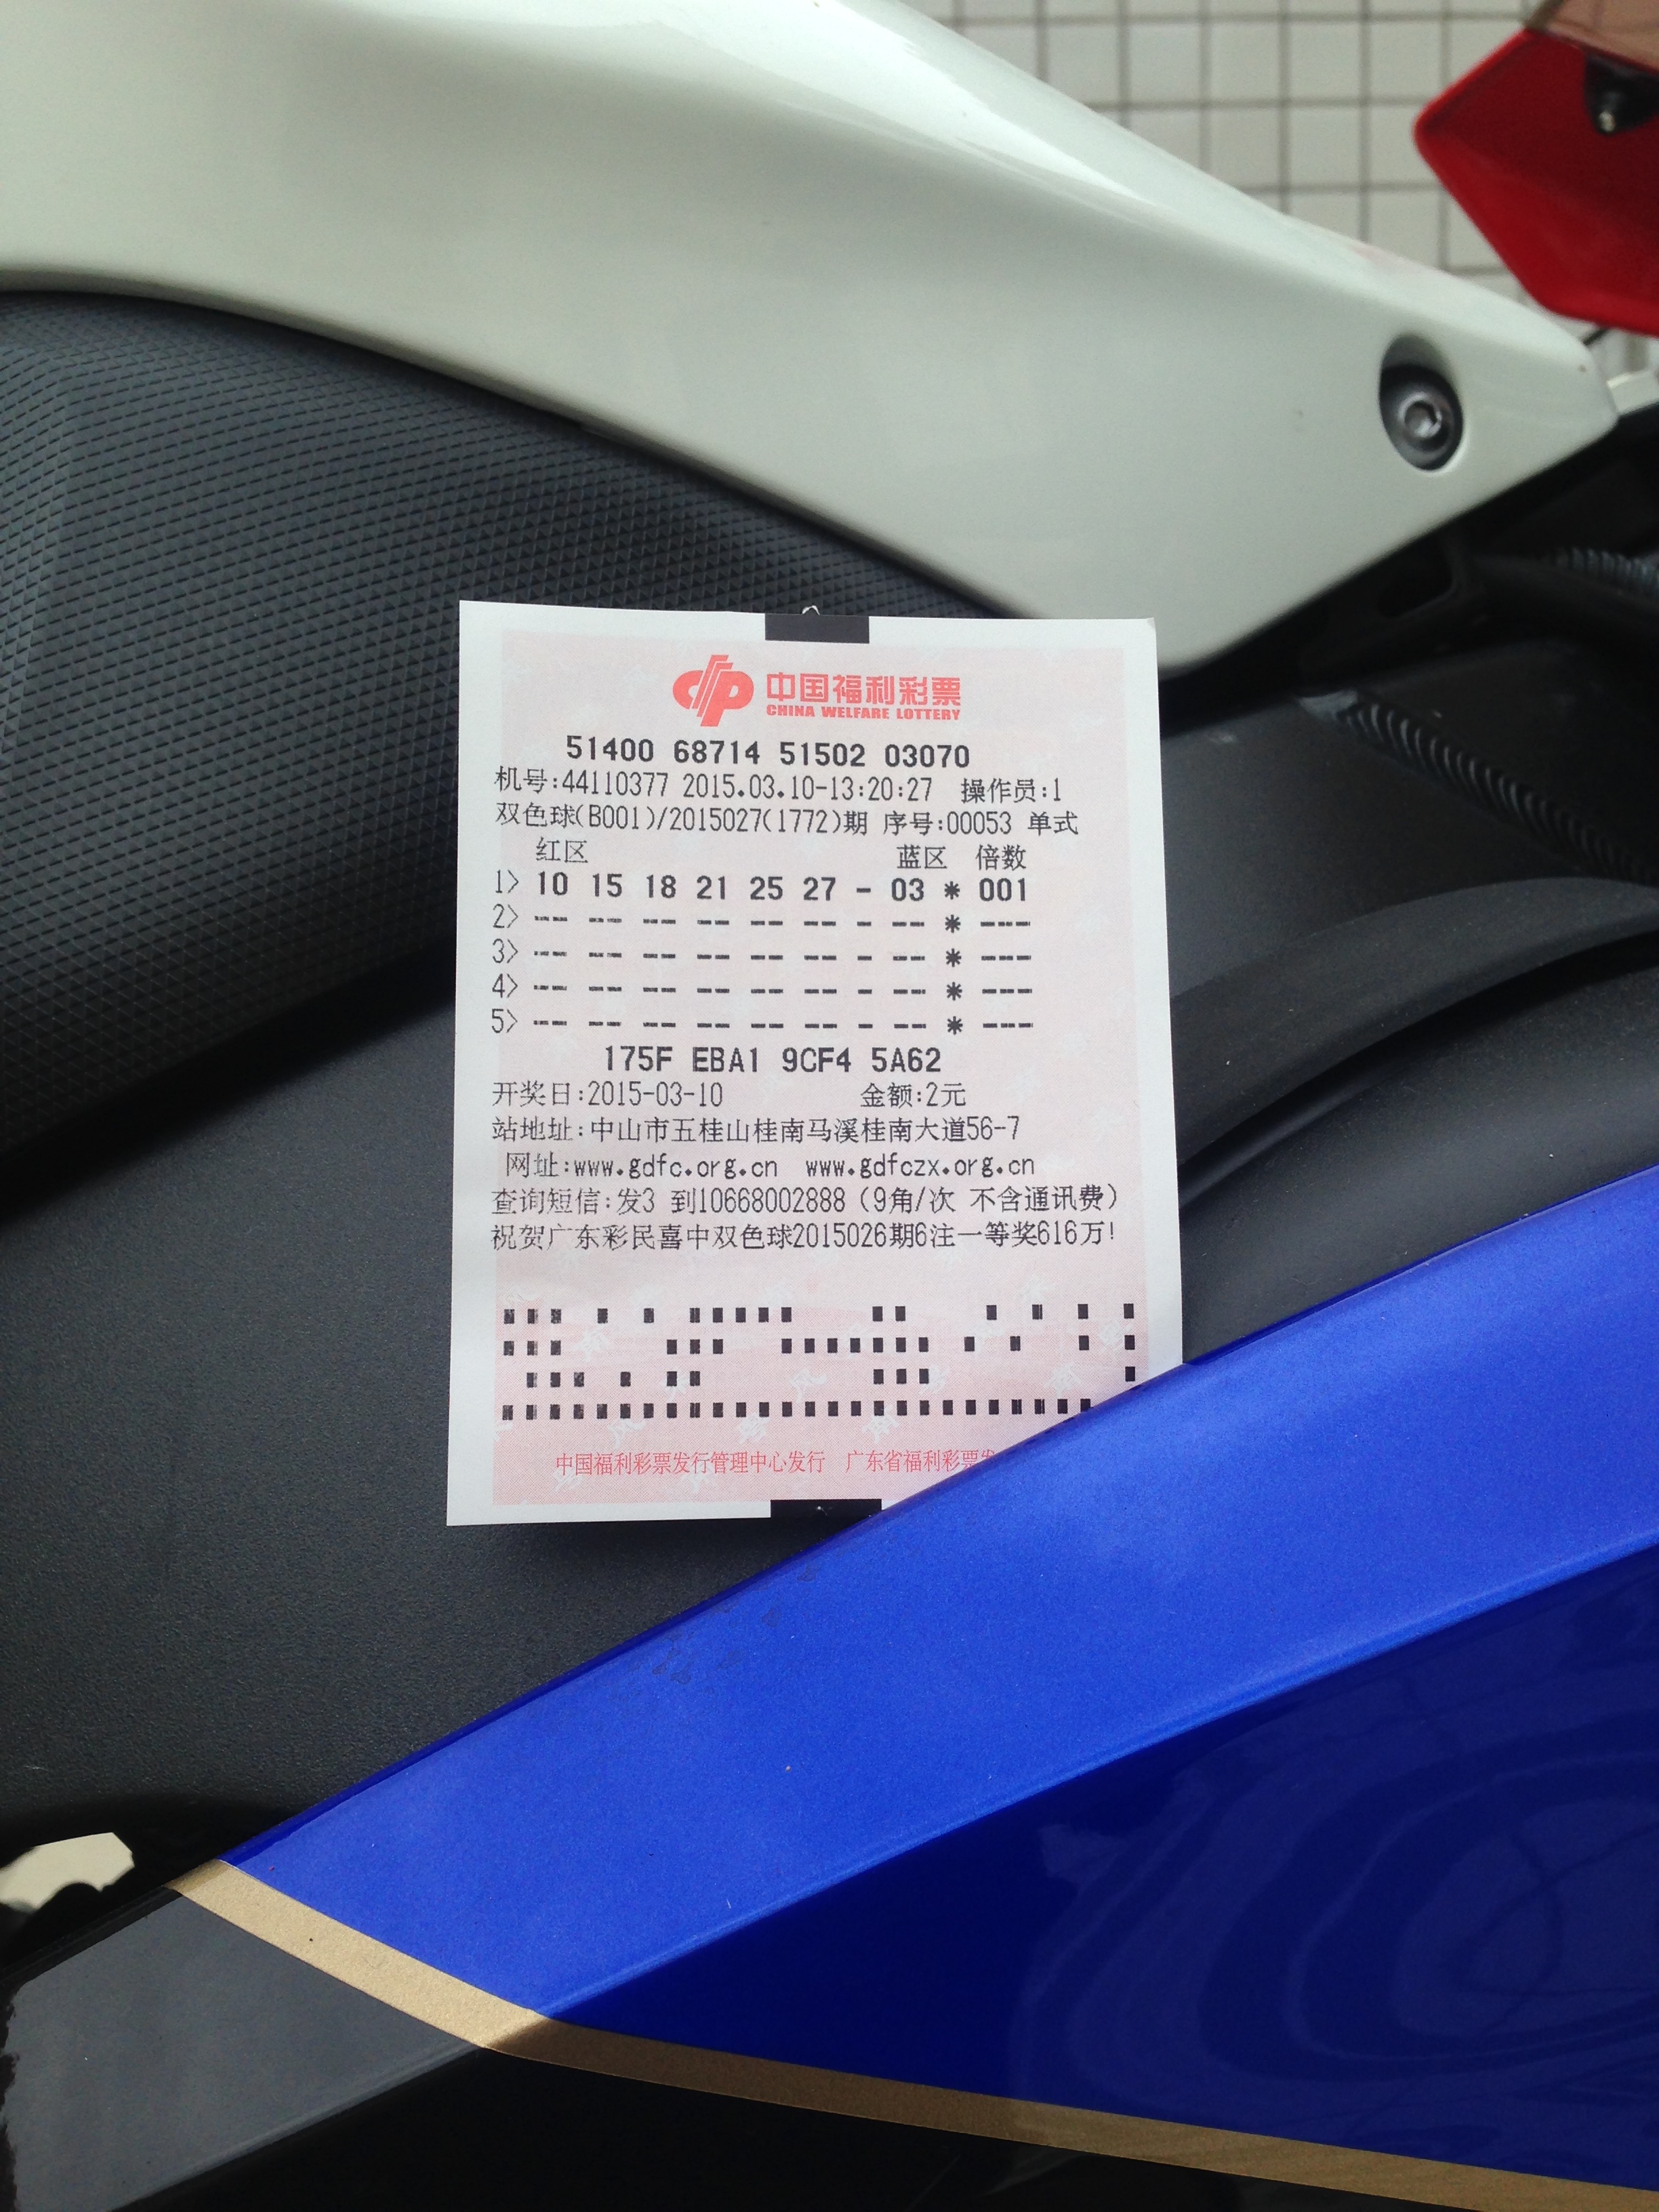 中国福利彩票
CHINA WELFARE LOTTERY
51400 68714 51502 03070
机号:44110377 2015.03.10-13:20:27 操作员:1
双色球(B001)/2015027(1772)期 序号:00053 单式
红区 蓝区 倍数
1> 10 15 18 21 25 27 - 03 * 001
2> -- -- -- -- -- -- - -- * ---
3> -- -- -- -- -- -- - -- * ---
4> -- -- -- -- -- -- - -- * ---
5> -- -- -- -- -- -- - -- * ---
175F EBA1 9CF4 5A62
开奖日:2015-03-10 金额:2元
站地址:中山市五桂山桂南马溪桂南大道56-7
网址:www.gdfc.org.cn www.gdfczx.org.cn
查询短信:发3 到10668002888（9角/次 不含通讯费）
祝贺广东彩民喜中双色球2015026期6注一等奖616万!
中国福利彩票发行管理中心发行 广东省福利彩票发